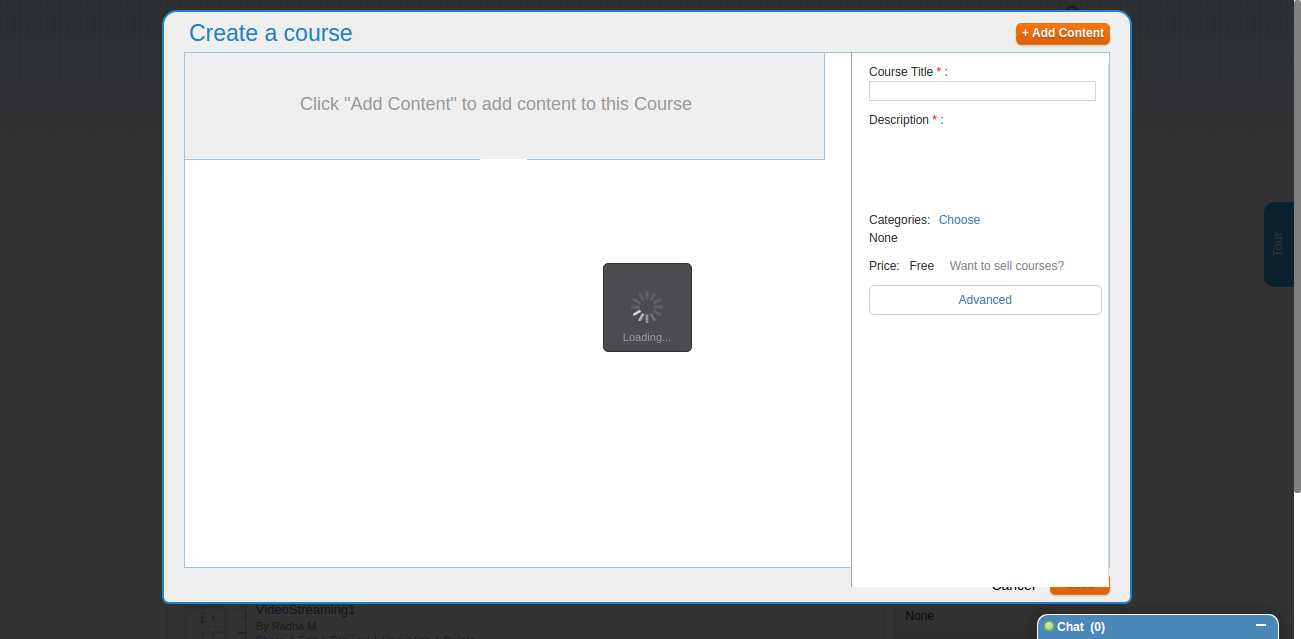 Create a course
+ Add Content
Click "Add Content" to add content to this Course
Course Title * :
Description * :
Categories: Choose
None
Price: Free Want to sell courses?
Advanced
Loading...
Tour
Cancel
VideoStreaming1
By Radha M
None
Chat (0)